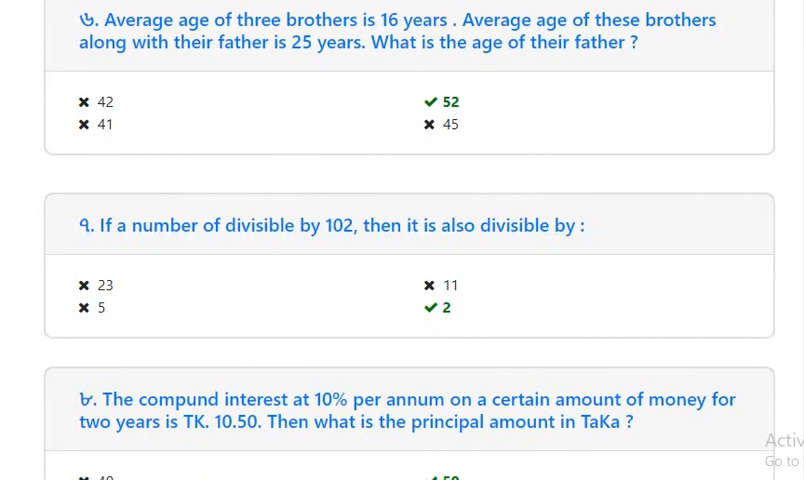 ৬. Average age of three brothers is 16 years . Average age of these brothers
along with their father is 25 years. What is the age of their father ?
42
52
41
45
৭. If a number of divisible by 102, then it is also divisible by :
23
11
5
2
৮. The compund interest at 10% per annum on a certain amount of money for
two years is TK. 10.50. Then what is the principal amount in TaKa ?
Go to